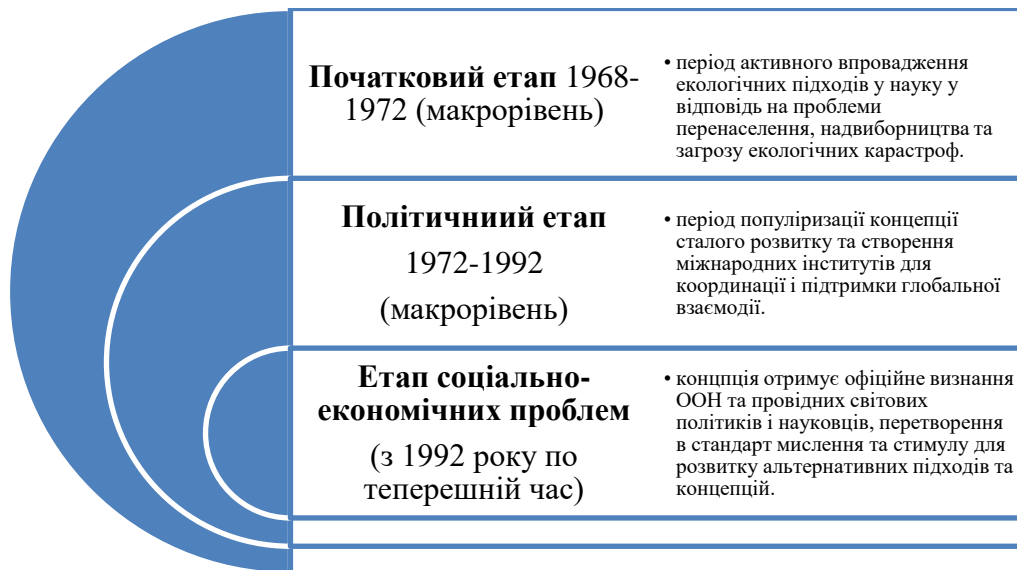 Початковий етап 1968-
1972 (макрорівень)
• період активного впровадження
екологічних підходів у науку у
відповідь на проблеми
перенаселення, надвиборництва та
загрозу екологічних карастроф.
Політичниий етап
1972-1992
(макрорівень)
• період популіризації концепції
сталого розвитку та створення
міжнародних інститутів для
координації і підтримки глобальної
взаємодії.
Етап соціально-
економічних проблем
(з 1992 року по
теперешній час)
• концпція отримує офіційне визнання
ООН та провідних світових
політиків і науковців, перетворення
в стандарт мислення та стимулу для
розвитку альтернативних підходів та
концепцій.